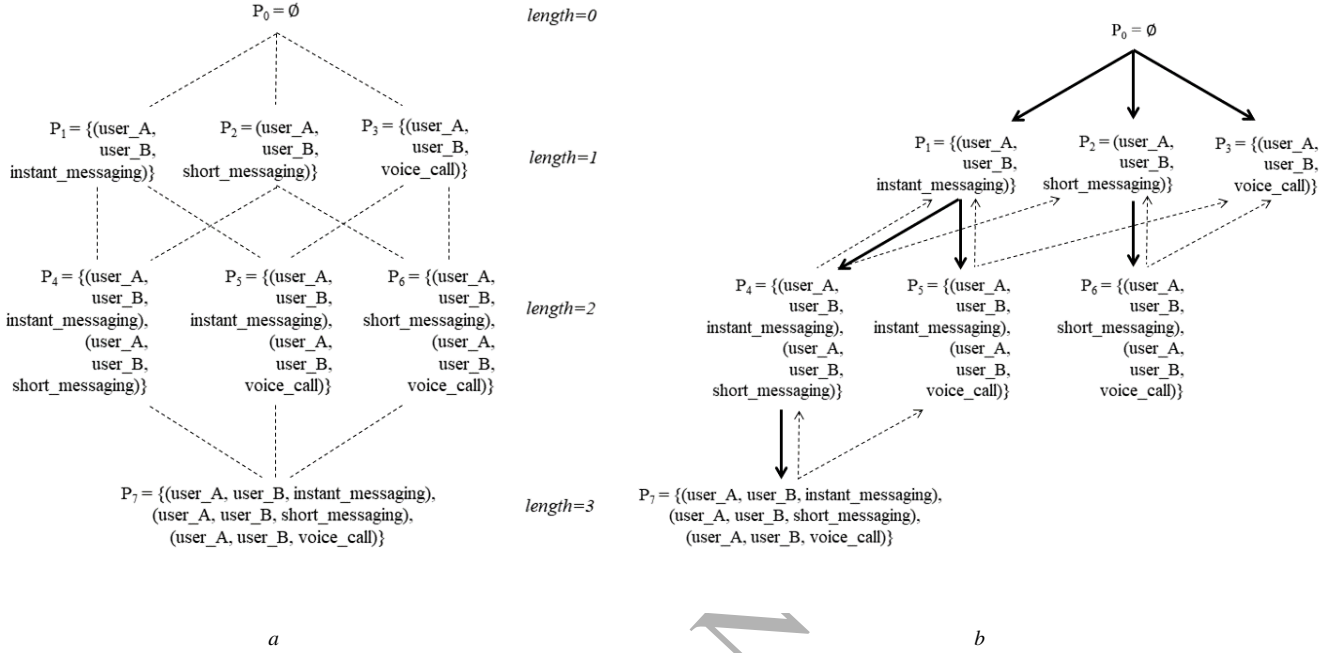 P₀ = ∅
length=0
P₁ = {(user_A,
user_B,
instant_messaging)}
P₂ = (user_A,
user_B,
short_messaging)}
P₃ = {(user_A,
user_B,
voice_call)}
length=1
P₄ = {(user_A,
user_B,
instant_messaging),
(user_A,
user_B,
short_messaging)}
P₅ = {(user_A,
user_B,
instant_messaging),
(user_A,
user_B,
voice_call)}
P₆ = {(user_A,
user_B,
short_messaging),
(user_A,
user_B,
voice_call)}
length=2
P₇ = {(user_A, user_B, instant_messaging),
(user_A, user_B, short_messaging),
(user_A, user_B, voice_call)}
length=3
a
P₀ = ∅
P₁ = {(user_A,
user_B,
instant_messaging)}
P₂ = (user_A,
user_B,
short_messaging)}
P₃ = {(user_A,
user_B,
voice_call)}
P₄ = {(user_A,
user_B,
instant_messaging),
(user_A,
user_B,
short_messaging)}
P₅ = {(user_A,
user_B,
instant_messaging),
(user_A,
user_B,
voice_call)}
P₆ = {(user_A,
user_B,
short_messaging),
(user_A,
user_B,
voice_call)}
P₇ = {(user_A, user_B, instant_messaging),
(user_A, user_B, short_messaging),
(user_A, user_B, voice_call)}
b